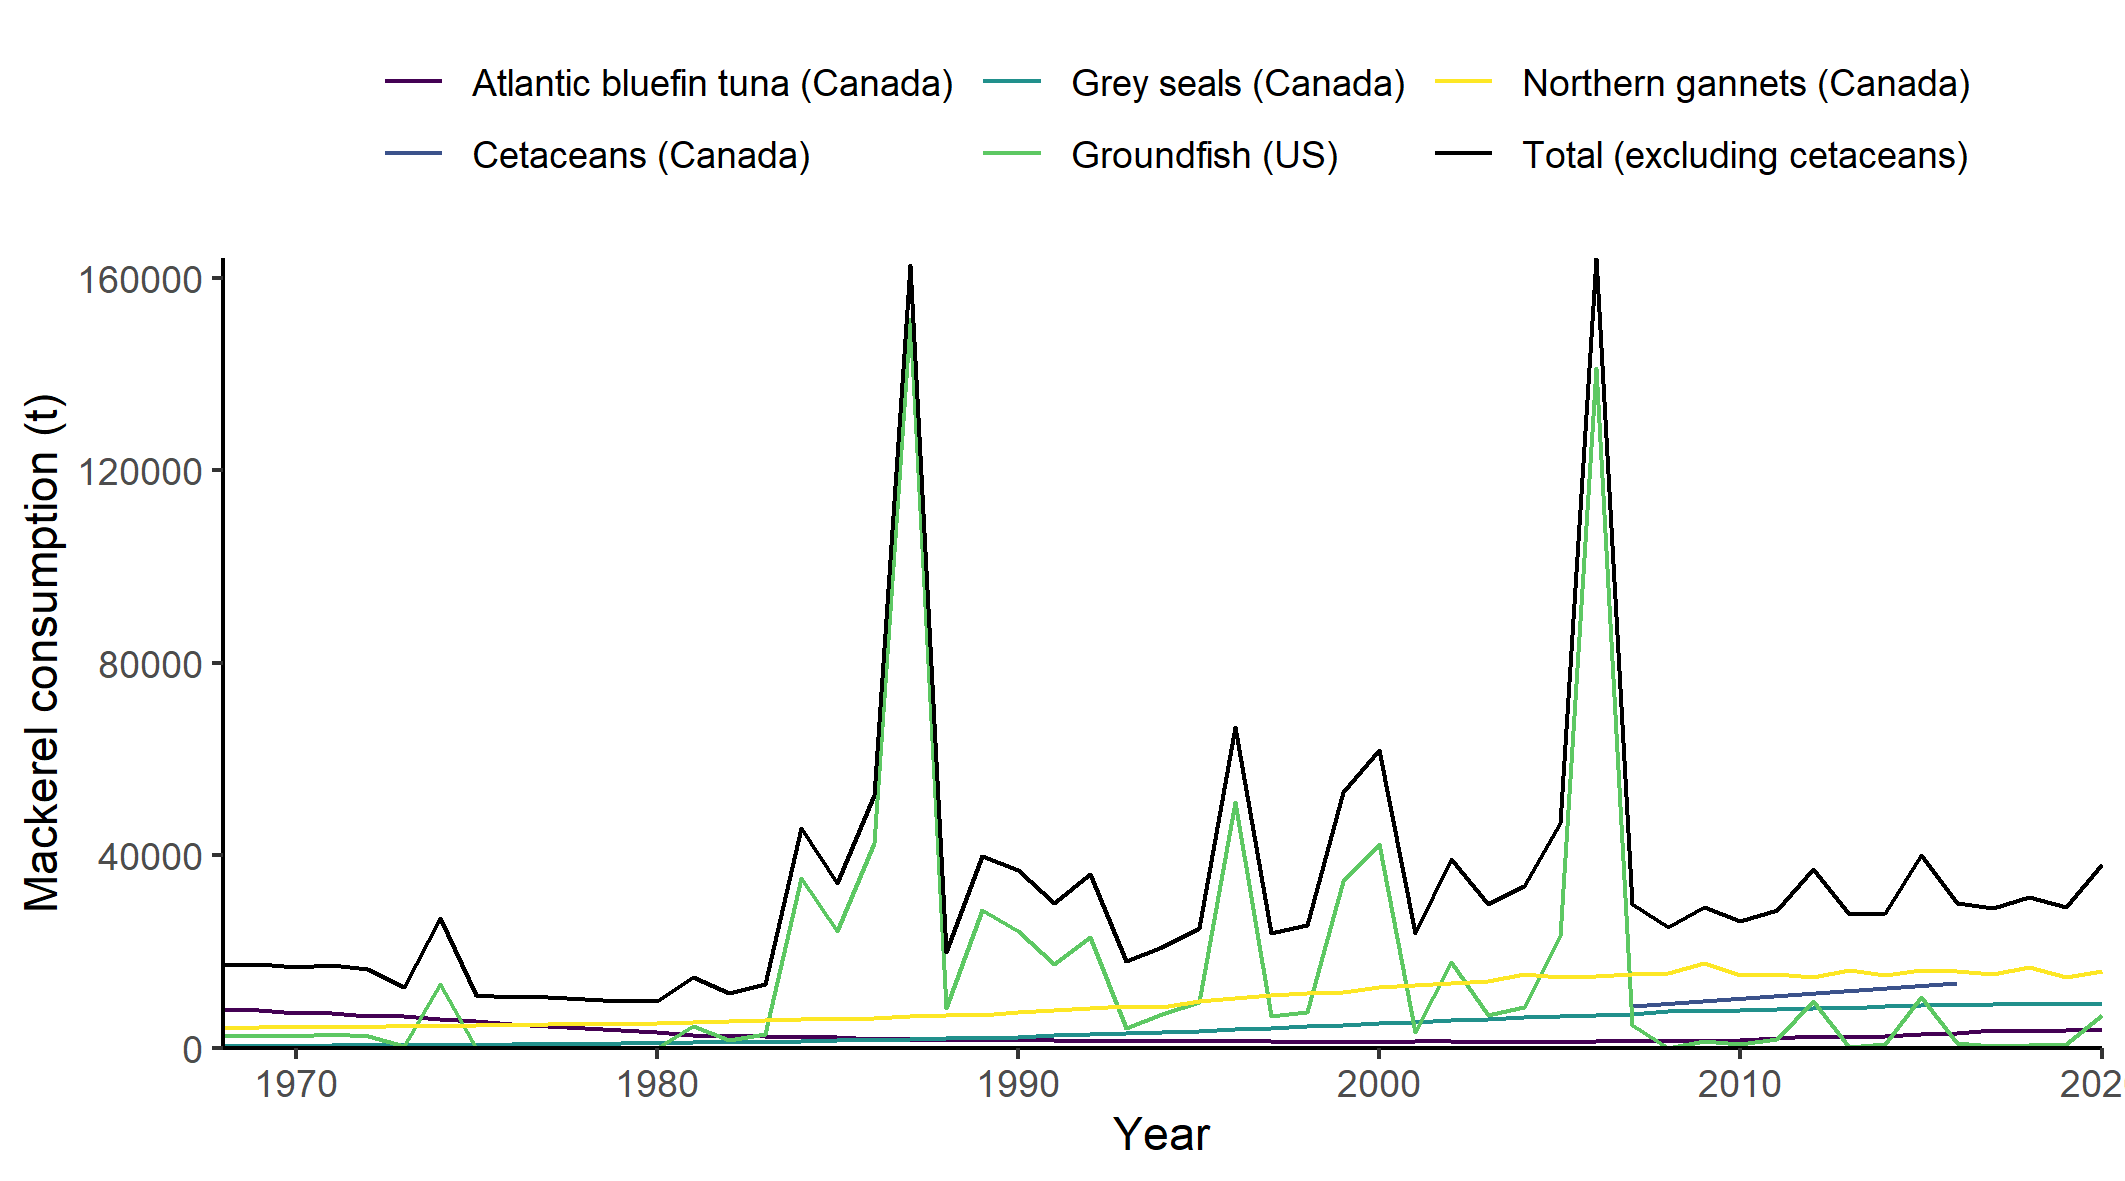 Atlantic bluefin tuna (Canada) Grey seals (Canada) Northern gannets (Canada)
Cetaceans (Canada) Groundfish (US) Total (excluding cetaceans)
160000
120000
80000
40000
0
Mackerel consumption (t)
1970 1980 1990 2000 2010 202
Year